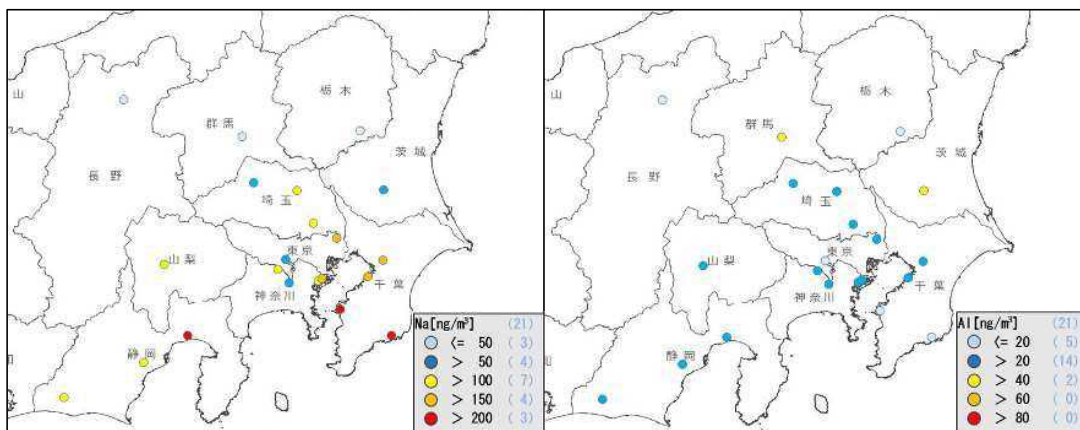 山
栃 木
群 馬
茨 城
長 野
埼 玉
東 京
山 梨
千 葉
神 奈 川
静 岡
Na[ng/m³] (21)
<= 50 ( 3)
> 50 ( 4)
> 100 ( 7)
> 150 ( 4)
> 200 ( 3)
山
栃 木
群 馬
茨 城
長 野
埼 玉
東 京
山 梨
千 葉
神 奈 川
静 岡
Al[ng/m³] (21)
<= 20 ( 5)
> 20 (14)
> 40 ( 2)
> 60 ( 0)
> 80 ( 0)